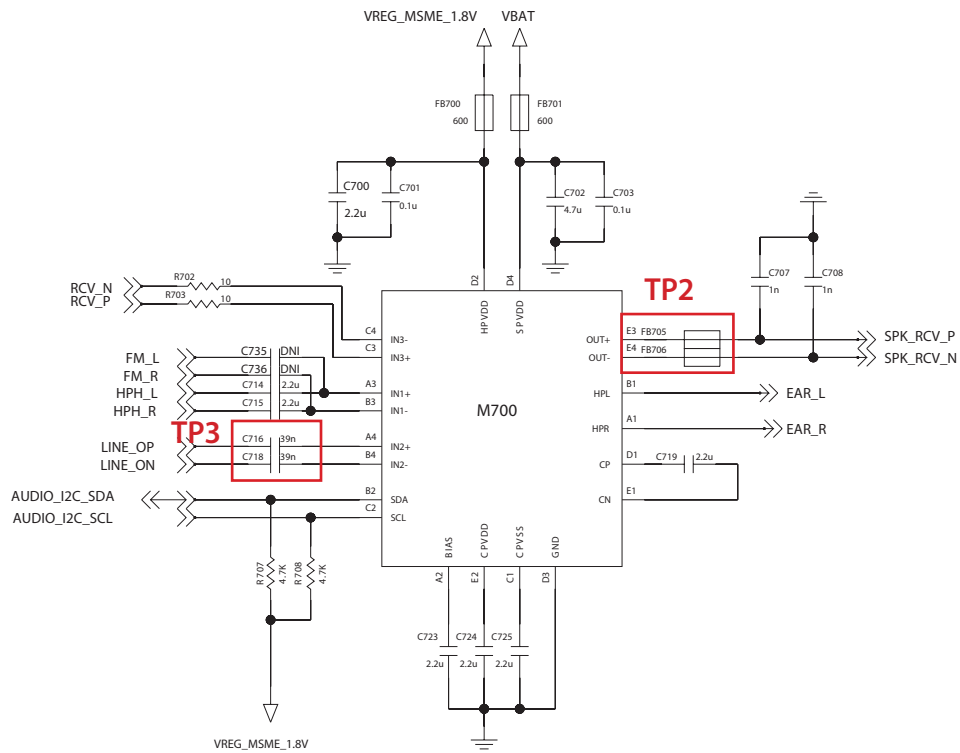 VREG_MSME_1.8V VBAT
FB700 600
FB701 600
C700 2.2u
C701 0.1u
C702 4.7u
C703 0.1u
D2 D4
HPVDD SPVDD
TP2
C707 1n
C708 1n
RCV_N R702 10 C4 IN3-
RCV_P R703 10 C3 IN3+
E3 OUT+ FB705 SPK_RCV_P
E4 OUT- FB706 SPK_RCV_N
FM_L C735 DNI
FM_R C736 DNI
HPH_L C714 2.2u A3 IN1+
HPH_R C715 2.2u B3 IN1-
M700
HPL B1 EAR_L
HPR A1 EAR_R
TP3
LINE_OP C716 39n A4 IN2+
LINE_ON C718 39n B4 IN2-
CP D1 C719 2.2u
CN E1
AUDIO_I2C_SDA B2 SDA
AUDIO_I2C_SCL C2 SCL
BIAS CPVDD CPVSS GND
A2 E2 C1 D3
R707 4.7K
R708 4.7K
C723 2.2u
C724 2.2u
C725 2.2u
VREG_MSME_1.8V